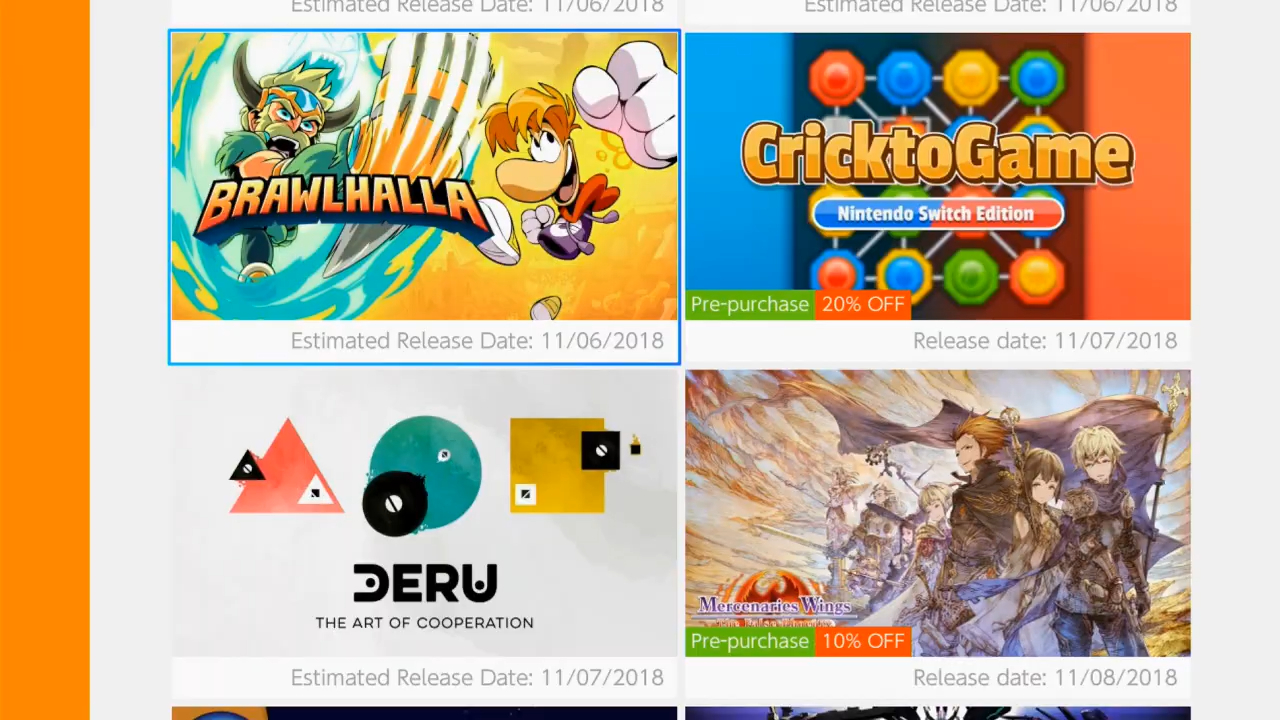 Estimated Release Date: 11/06/2018
Estimated Release Date: 11/06/2018
BRAWLHALLA
Estimated Release Date: 11/06/2018
CricktoGame
Nintendo Switch Edition
Pre-purchase 20% OFF
Release date: 11/07/2018
DERU
THE ART OF COOPERATION
Estimated Release Date: 11/07/2018
Mercenaries Wings
Pre-purchase 10% OFF
Release date: 11/08/2018